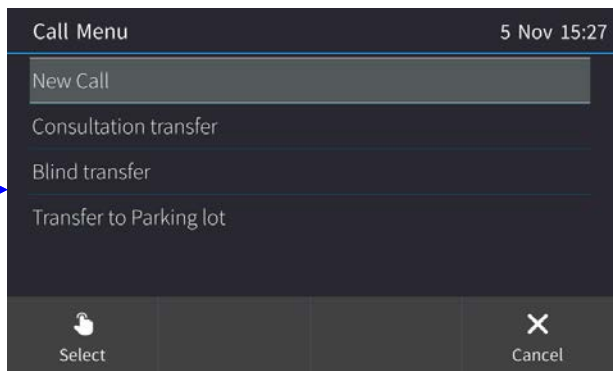 Call Menu 5 Nov 15:27
New Call
Consultation transfer
Blind transfer
Transfer to Parking lot
Select Cancel